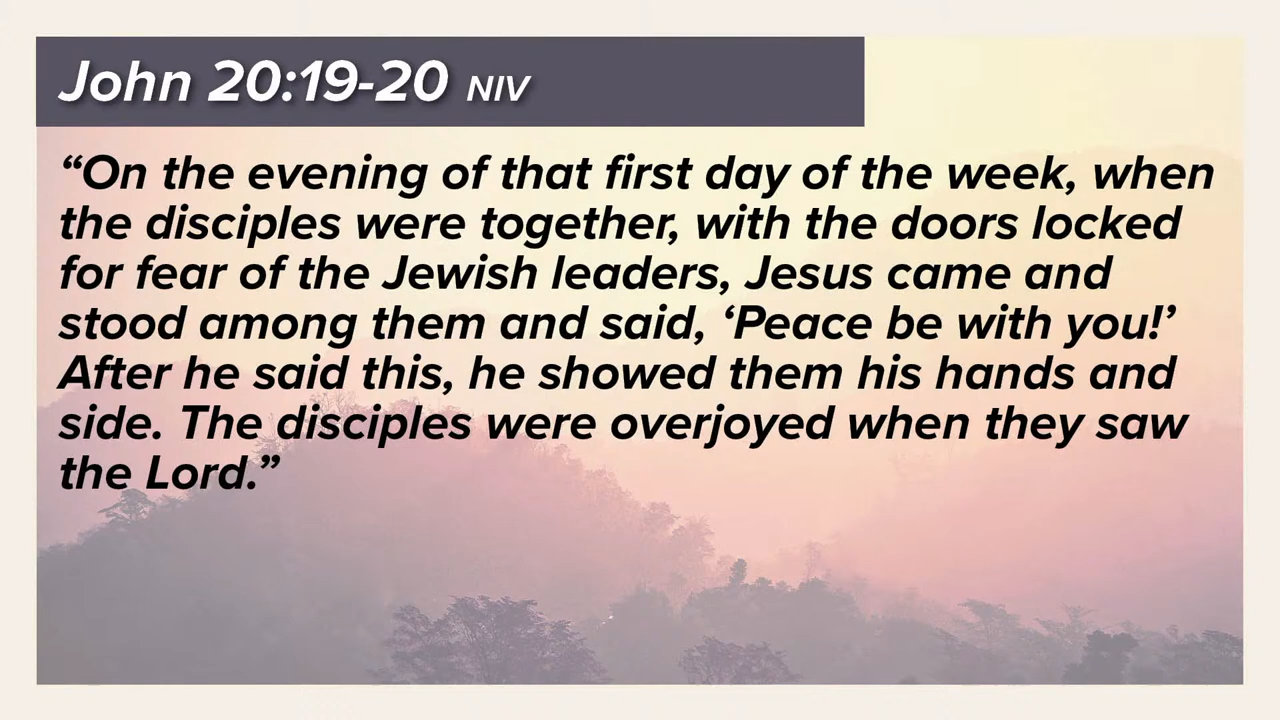 John 20:19-20 NIV
“On the evening of that first day of the week, when
the disciples were together, with the doors locked
for fear of the Jewish leaders, Jesus came and
stood among them and said, ‘Peace be with you!’
After he said this, he showed them his hands and
side. The disciples were overjoyed when they saw
the Lord.”